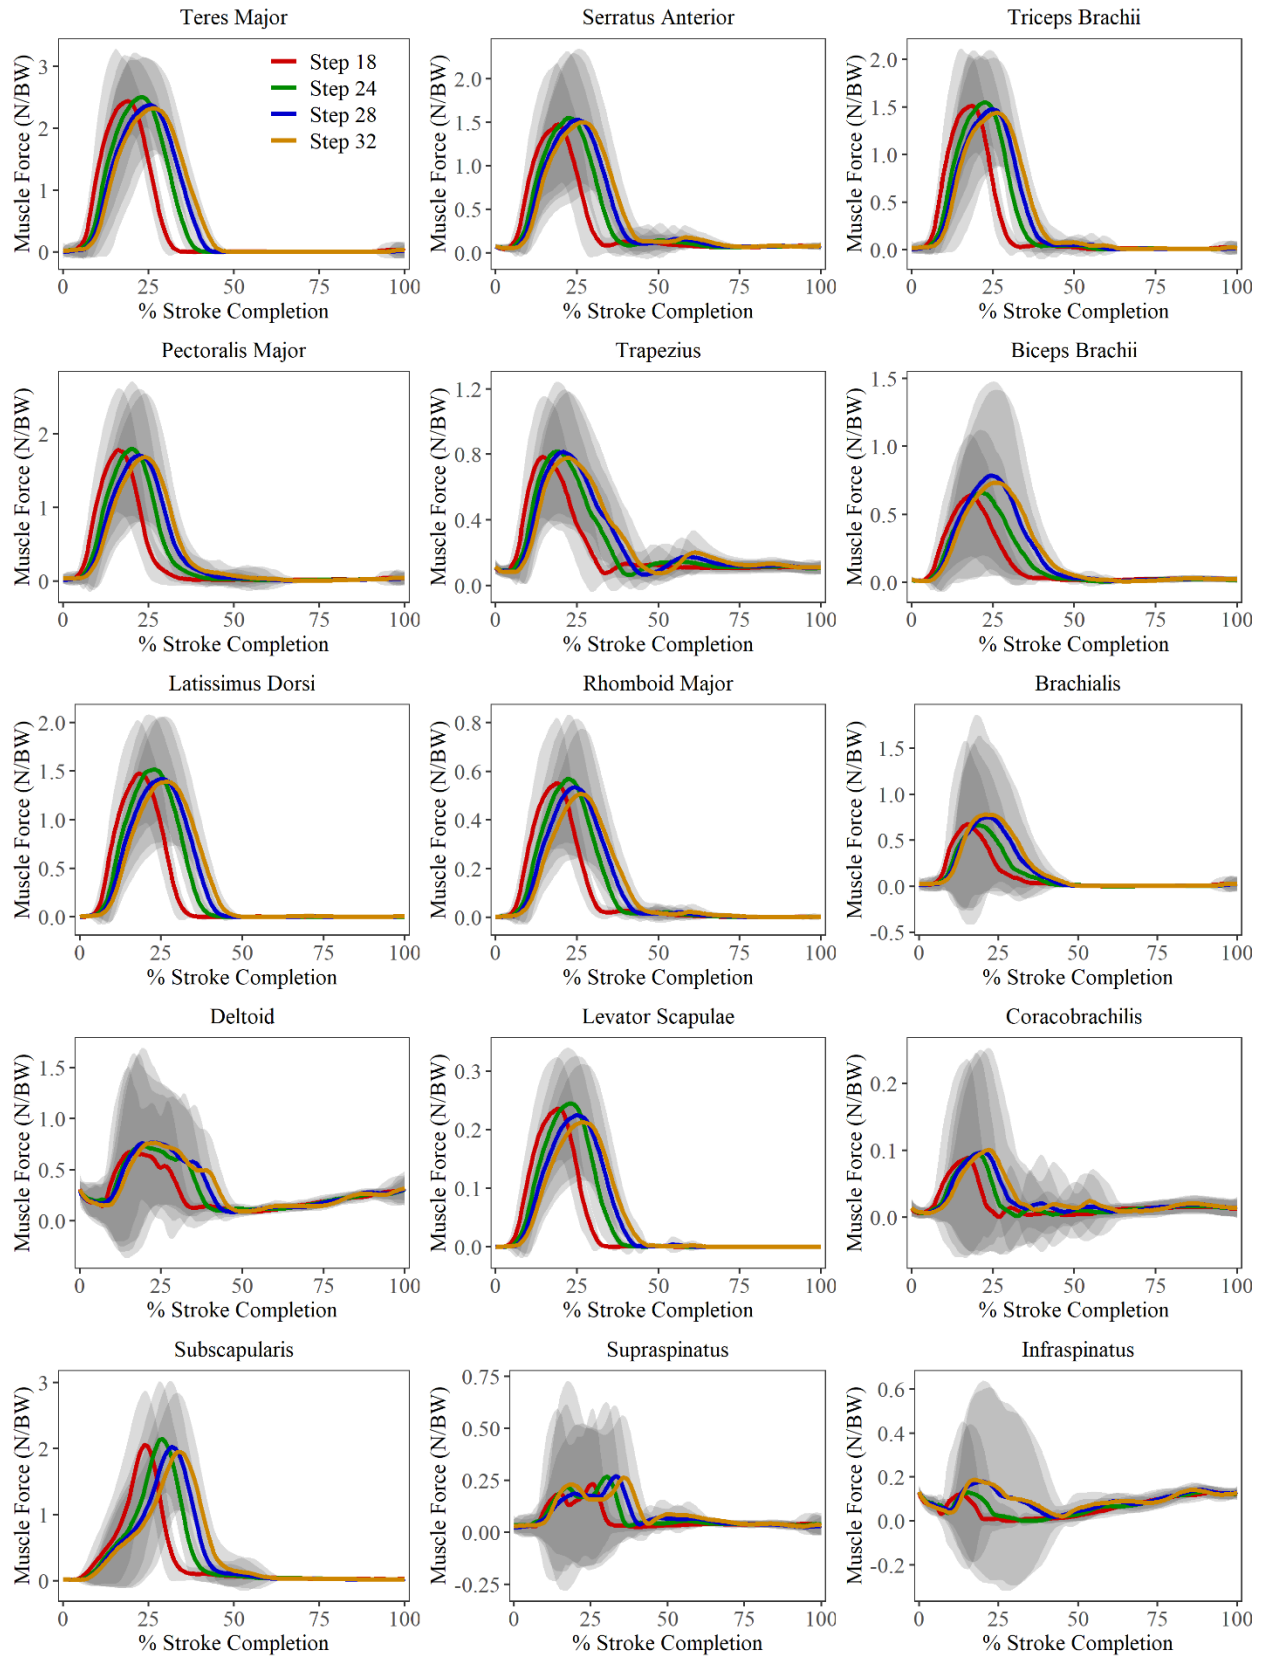 Teres Major
Muscle Force (N/BW)
3
2
1
0
Step 18
Step 24
Step 28
Step 32
0 25 50 75 100
% Stroke Completion
Serratus Anterior
Muscle Force (N/BW)
2.0
1.5
1.0
0.5
0.0
0 25 50 75 100
% Stroke Completion
Triceps Brachii
Muscle Force (N/BW)
2.0
1.5
1.0
0.5
0.0
0 25 50 75 100
% Stroke Completion
Pectoralis Major
Muscle Force (N/BW)
2
1
0
0 25 50 75 100
% Stroke Completion
Trapezius
Muscle Force (N/BW)
1.2
0.8
0.4
0.0
0 25 50 75 100
% Stroke Completion
Biceps Brachii
Muscle Force (N/BW)
1.5
1.0
0.5
0.0
0 25 50 75 100
% Stroke Completion
Latissimus Dorsi
Muscle Force (N/BW)
2.0
1.5
1.0
0.5
0.0
0 25 50 75 100
% Stroke Completion
Rhomboid Major
Muscle Force (N/BW)
0.8
0.6
0.4
0.2
0.0
0 25 50 75 100
% Stroke Completion
Brachialis
Muscle Force (N/BW)
1.5
1.0
0.5
0.0
-0.5
0 25 50 75 100
% Stroke Completion
Deltoid
Muscle Force (N/BW)
1.5
1.0
0.5
0.0
0 25 50 75 100
% Stroke Completion
Levator Scapulae
Muscle Force (N/BW)
0.3
0.2
0.1
0.0
0 25 50 75 100
% Stroke Completion
Coracobrachilis
Muscle Force (N/BW)
0.2
0.1
0.0
0 25 50 75 100
% Stroke Completion
Subscapularis
Muscle Force (N/BW)
3
2
1
0
0 25 50 75 100
% Stroke Completion
Supraspinatus
Muscle Force (N/BW)
0.75
0.50
0.25
0.00
-0.25
0 25 50 75 100
% Stroke Completion
Infraspinatus
Muscle Force (N/BW)
0.6
0.4
0.2
0.0
-0.2
0 25 50 75 100
% Stroke Completion